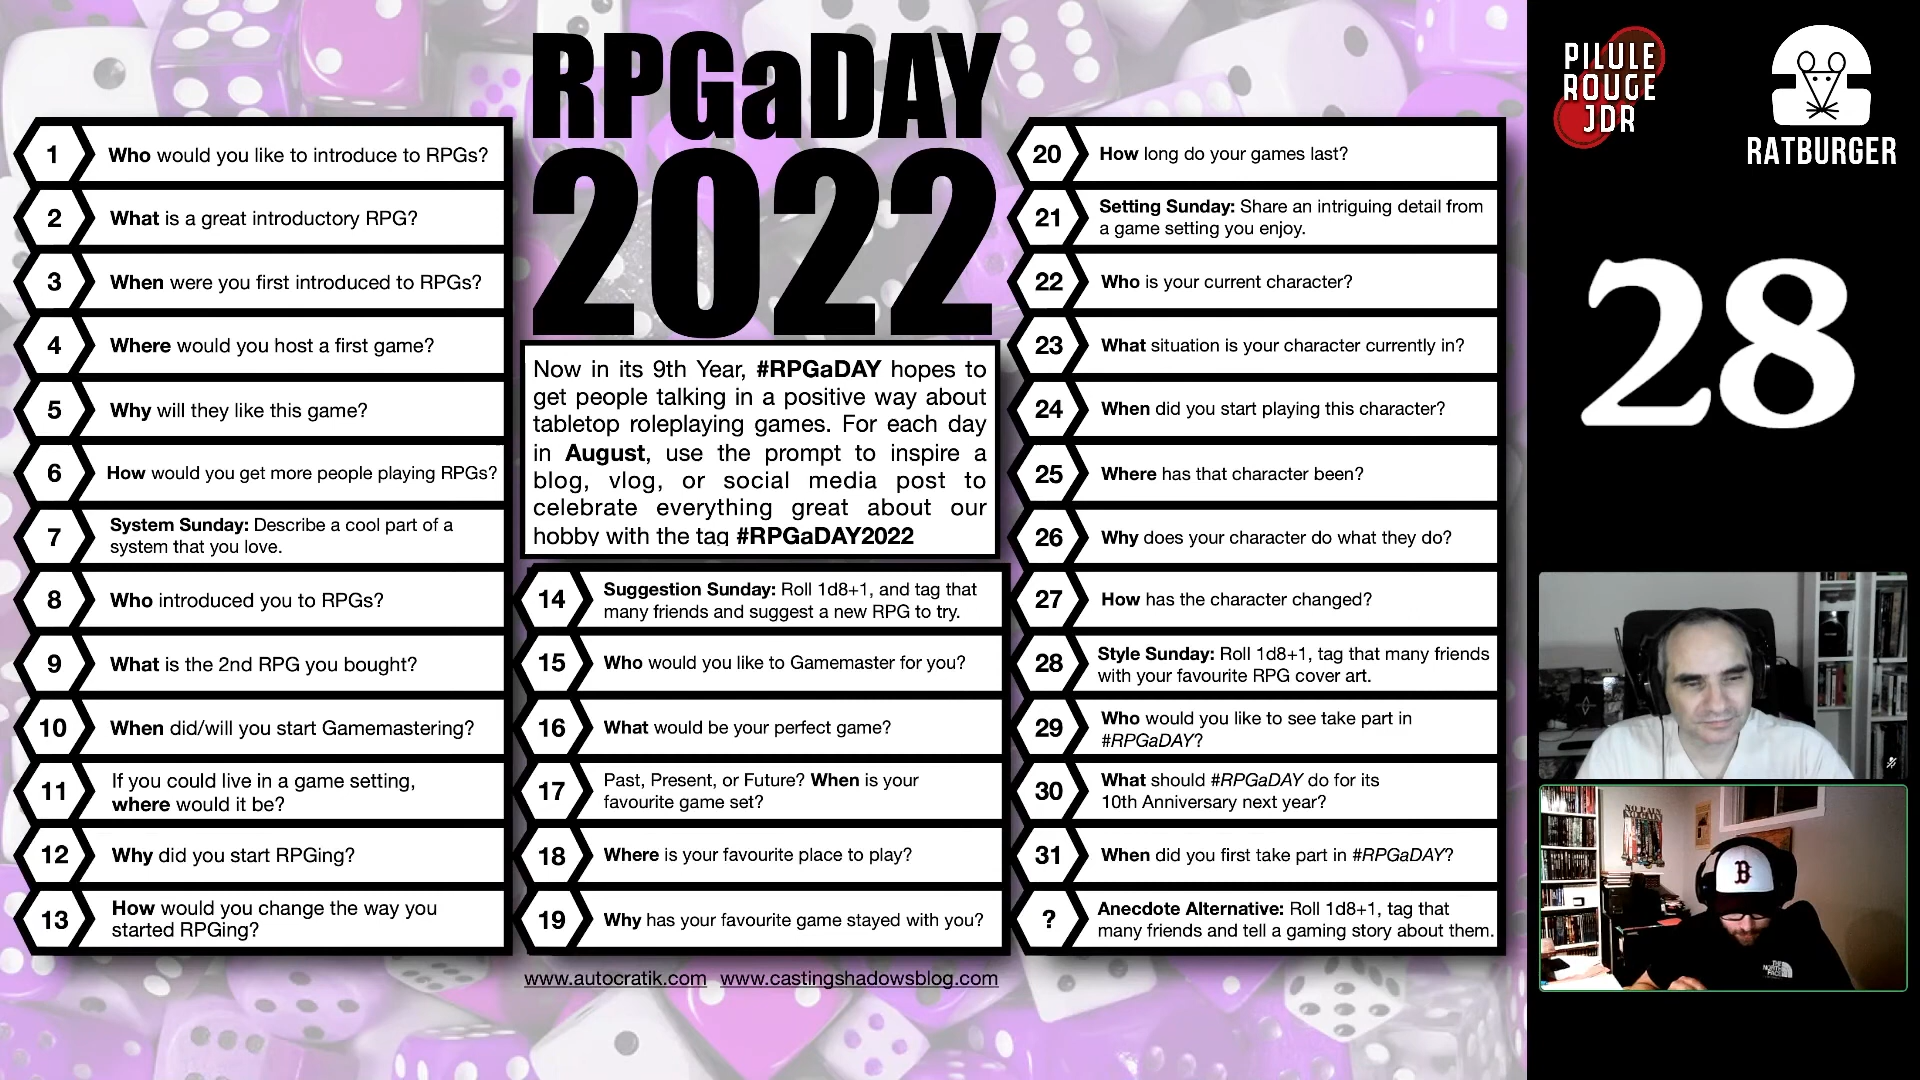 RPGaDAY
2022
1
Who would you like to introduce to RPGs?
2
What is a great introductory RPG?
3
When were you first introduced to RPGs?
4
Where would you host a first game?
5
Why will they like this game?
6
How would you get more people playing RPGs?
7
System Sunday: Describe a cool part of a
system that you love.
8
Who introduced you to RPGs?
9
What is the 2nd RPG you bought?
10
When did/will you start Gamemastering?
11
If you could live in a game setting,
where would it be?
12
Why did you start RPGing?
13
How would you change the way you
started RPGing?
Now in its 9th Year, #RPGaDAY hopes to
get people talking in a positive way about
tabletop roleplaying games. For each day
in August, use the prompt to inspire a
blog, vlog, or social media post to
celebrate everything great about our
hobby with the tag #RPGaDAY2022
14
Suggestion Sunday: Roll 1d8+1, and tag that
many friends and suggest a new RPG to try.
15
Who would you like to Gamemaster for you?
16
What would be your perfect game?
17
Past, Present, or Future? When is your
favourite game set?
18
Where is your favourite place to play?
19
Why has your favourite game stayed with you?
www.autocratik.com www.castingshadowsblog.com
20
How long do your games last?
21
Setting Sunday: Share an intriguing detail from
a game setting you enjoy.
22
Who is your current character?
23
What situation is your character currently in?
24
When did you start playing this character?
25
Where has that character been?
26
Why does your character do what they do?
27
How has the character changed?
28
Style Sunday: Roll 1d8+1, tag that many friends
with your favourite RPG cover art.
29
Who would you like to see take part in
#RPGaDAY?
30
What should #RPGaDAY do for its
10th Anniversary next year?
31
When did you first take part in #RPGaDAY?
?
Anecdote Alternative: Roll 1d8+1, tag that
many friends and tell a gaming story about them.
PILULE
ROUGE
JDR
RATBURGER
28
NO PAIN
B
THE
NORTH
FACE